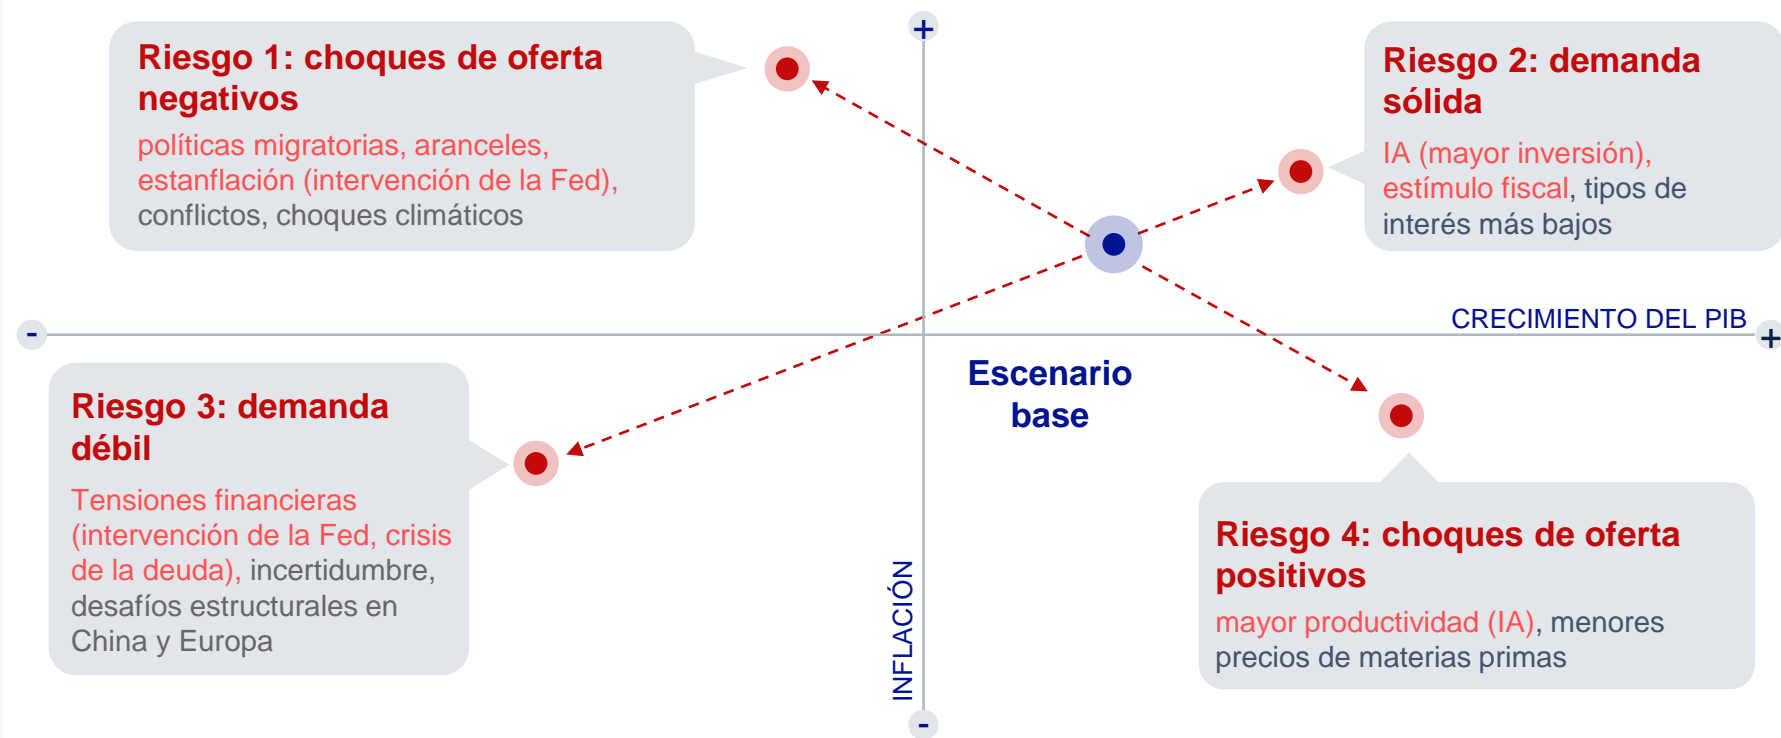 +
Riesgo 1: choques de oferta
negativos
políticas migratorias, aranceles,
estanflación (intervención de la Fed),
conflictos, choques climáticos
Riesgo 2: demanda
sólida
IA (mayor inversión),
estímulo fiscal, tipos de
interés más bajos
-
CRECIMIENTO DEL PIB
+
Escenario
base
Riesgo 3: demanda
débil
Tensiones financieras
(intervención de la Fed, crisis
de la deuda), incertidumbre,
desafíos estructurales en
China y Europa
Riesgo 4: choques de oferta
positivos
mayor productividad (IA), menores
precios de materias primas
INFLACIÓN
-